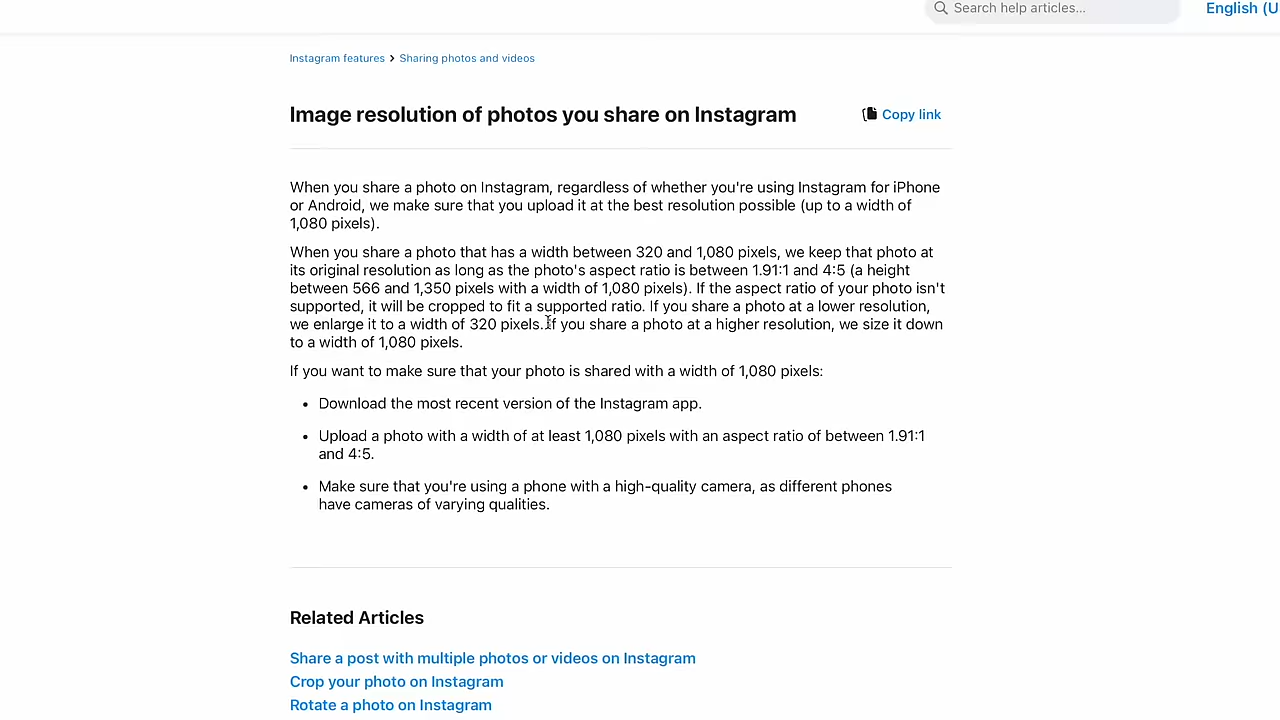 Search help articles...
English (U
Instagram features > Sharing photos and videos
Image resolution of photos you share on Instagram
Copy link
When you share a photo on Instagram, regardless of whether you're using Instagram for iPhone
or Android, we make sure that you upload it at the best resolution possible (up to a width of
1,080 pixels).
When you share a photo that has a width between 320 and 1,080 pixels, we keep that photo at
its original resolution as long as the photo's aspect ratio is between 1.91:1 and 4:5 (a height
between 566 and 1,350 pixels with a width of 1,080 pixels). If the aspect ratio of your photo isn't
supported, it will be cropped to fit a supported ratio. If you share a photo at a lower resolution,
we enlarge it to a width of 320 pixels. If you share a photo at a higher resolution, we size it down
to a width of 1,080 pixels.
If you want to make sure that your photo is shared with a width of 1,080 pixels:
• Download the most recent version of the Instagram app.
• Upload a photo with a width of at least 1,080 pixels with an aspect ratio of between 1.91:1
and 4:5.
• Make sure that you're using a phone with a high-quality camera, as different phones
have cameras of varying qualities.
Related Articles
Share a post with multiple photos or videos on Instagram
Crop your photo on Instagram
Rotate a photo on Instagram